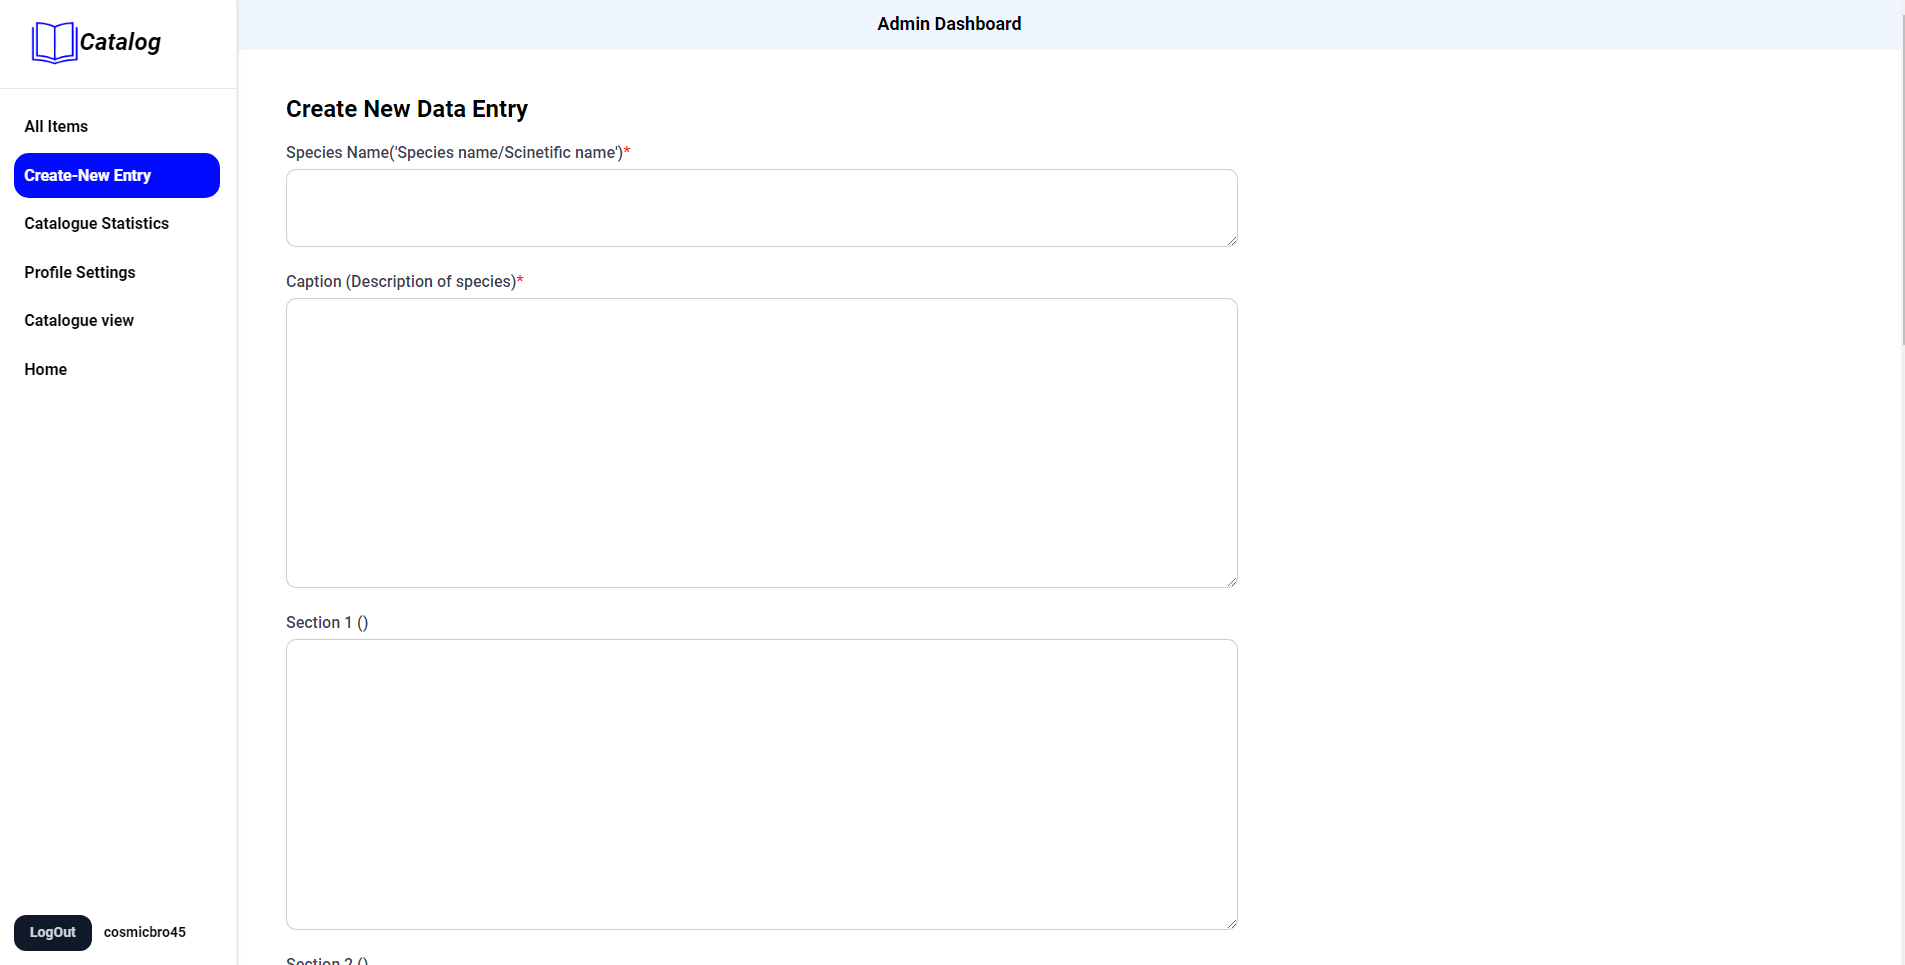 Catalog
Admin Dashboard
All Items
Create-New Entry
Catalogue Statistics
Profile Settings
Catalogue view
Home
LogOut
cosmicbro45
Create New Data Entry
Species Name('Species name/Scinetific name')*
Caption (Description of species)*
Section 1 ()
Section 2 ()